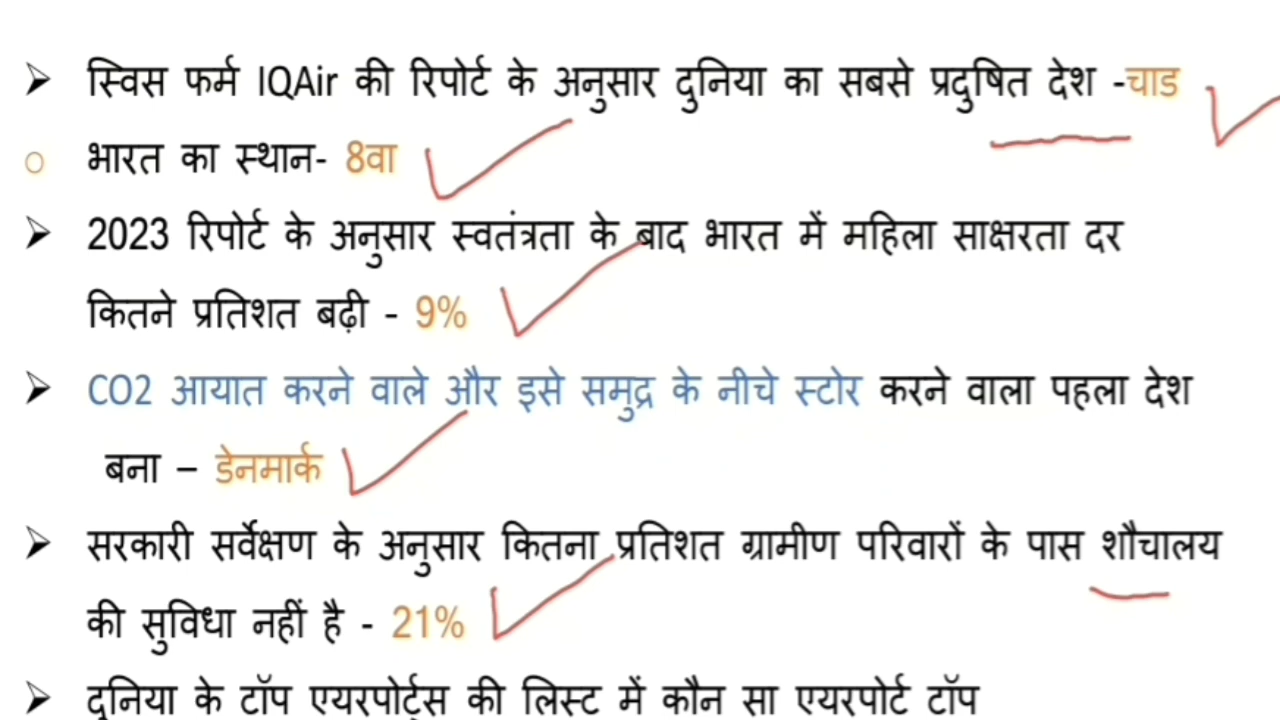 ➤ स्विस फर्म IQAir की रिपोर्ट के अनुसार दुनिया का सबसे प्रदुषित देश -चाड
○ भारत का स्थान- 8वा
➤ 2023 रिपोर्ट के अनुसार स्वतंत्रता के बाद भारत में महिला साक्षरता दर
कितने प्रतिशत बढ़ी - 9%
➤ CO2 आयात करने वाले और इसे समुद्र के नीचे स्टोर करने वाला पहला देश
बना – डेनमार्क
➤ सरकारी सर्वेक्षण के अनुसार कितना प्रतिशत ग्रामीण परिवारों के पास शौचालय
की सुविधा नहीं है - 21%
➤ दुनिया के टॉप एयरपोर्ट्स की लिस्ट में कौन सा एयरपोर्ट टॉप